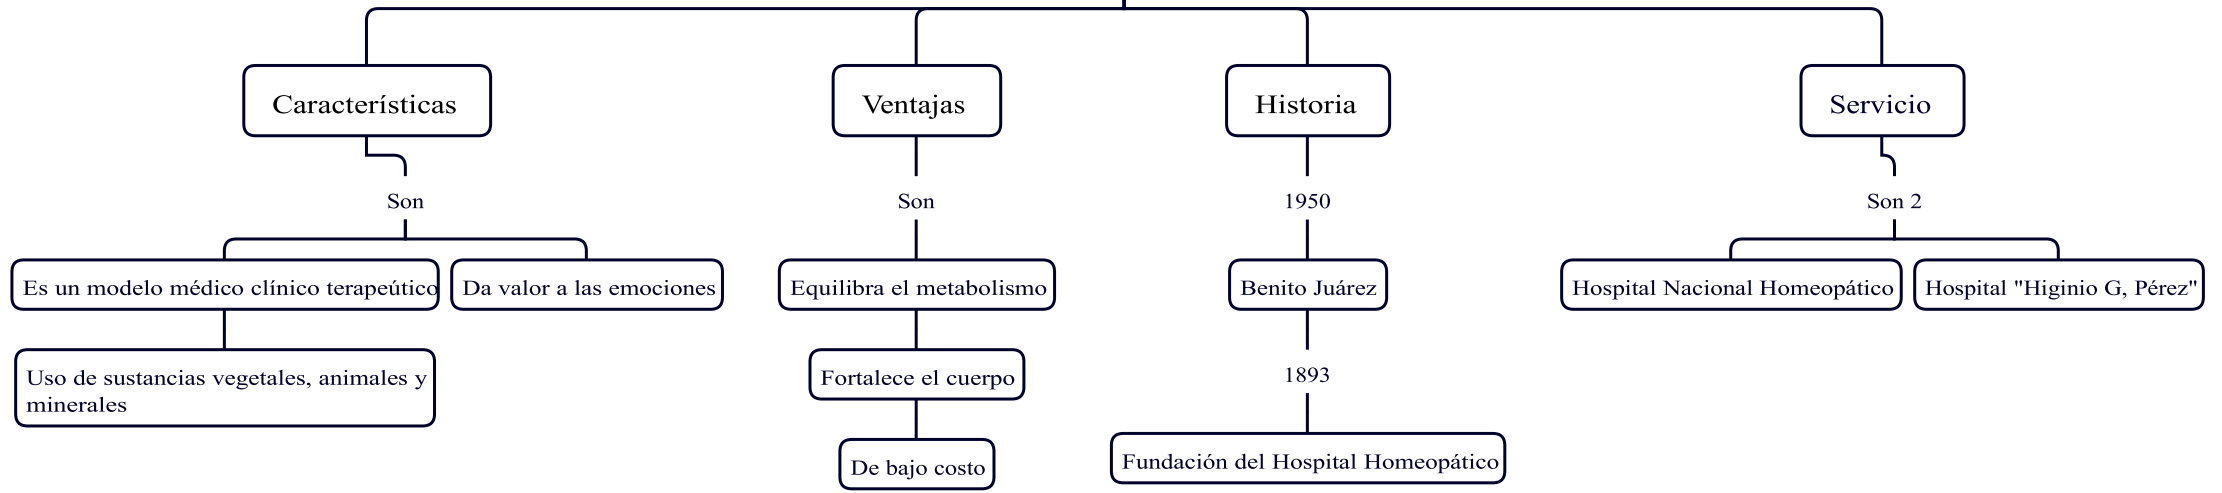 Características
Ventajas
Historia
Servicio
Son
Son
1950
Son 2
Es un modelo médico clínico terapeútico
Da valor a las emociones
Equilibra el metabolismo
Benito Juárez
Hospital Nacional Homeopático
Hospital "Higinio G, Pérez"
Uso de sustancias vegetales, animales y
minerales
Fortalece el cuerpo
1893
De bajo costo
Fundación del Hospital Homeopático